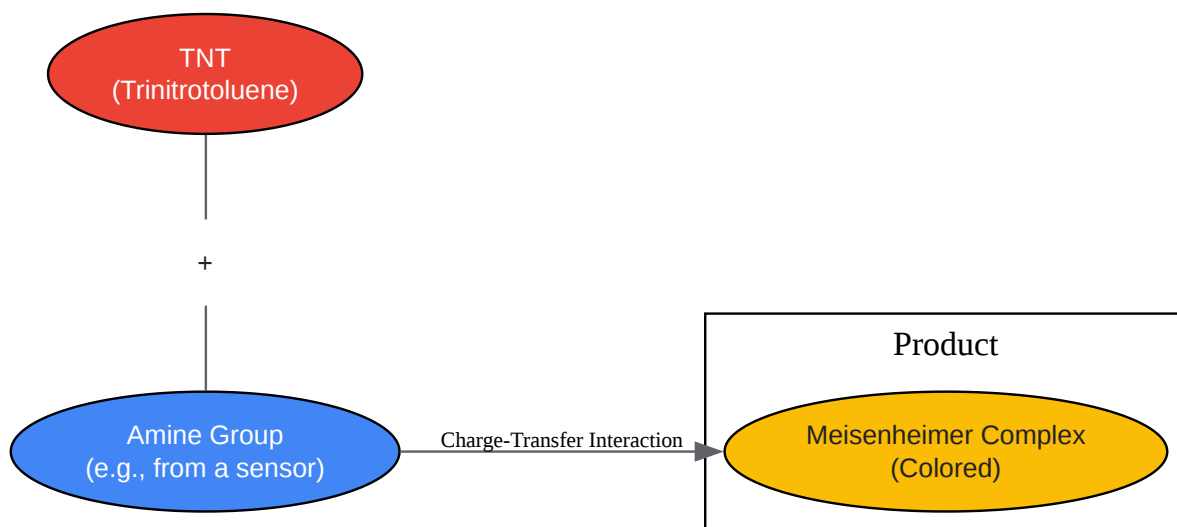 TNT
(Trinitrotoluene)
+
Product
Amine Group
(e.g., from a sensor)
Charge-Transfer Interaction
Meisenheimer Complex
(Colored)